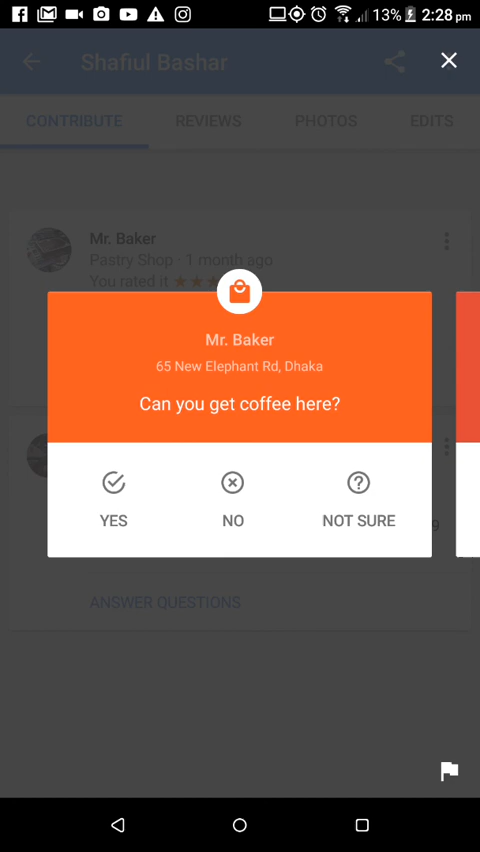 13% 2:28 pm
Shafiul Bashar
CONTRIBUTE REVIEWS PHOTOS EDITS
Mr. Baker
Pastry Shop · 1 month ago
You rated it ★★★
Mr. Baker
65 New Elephant Rd, Dhaka
Can you get coffee here?
YES NO NOT SURE
9
ANSWER QUESTIONS